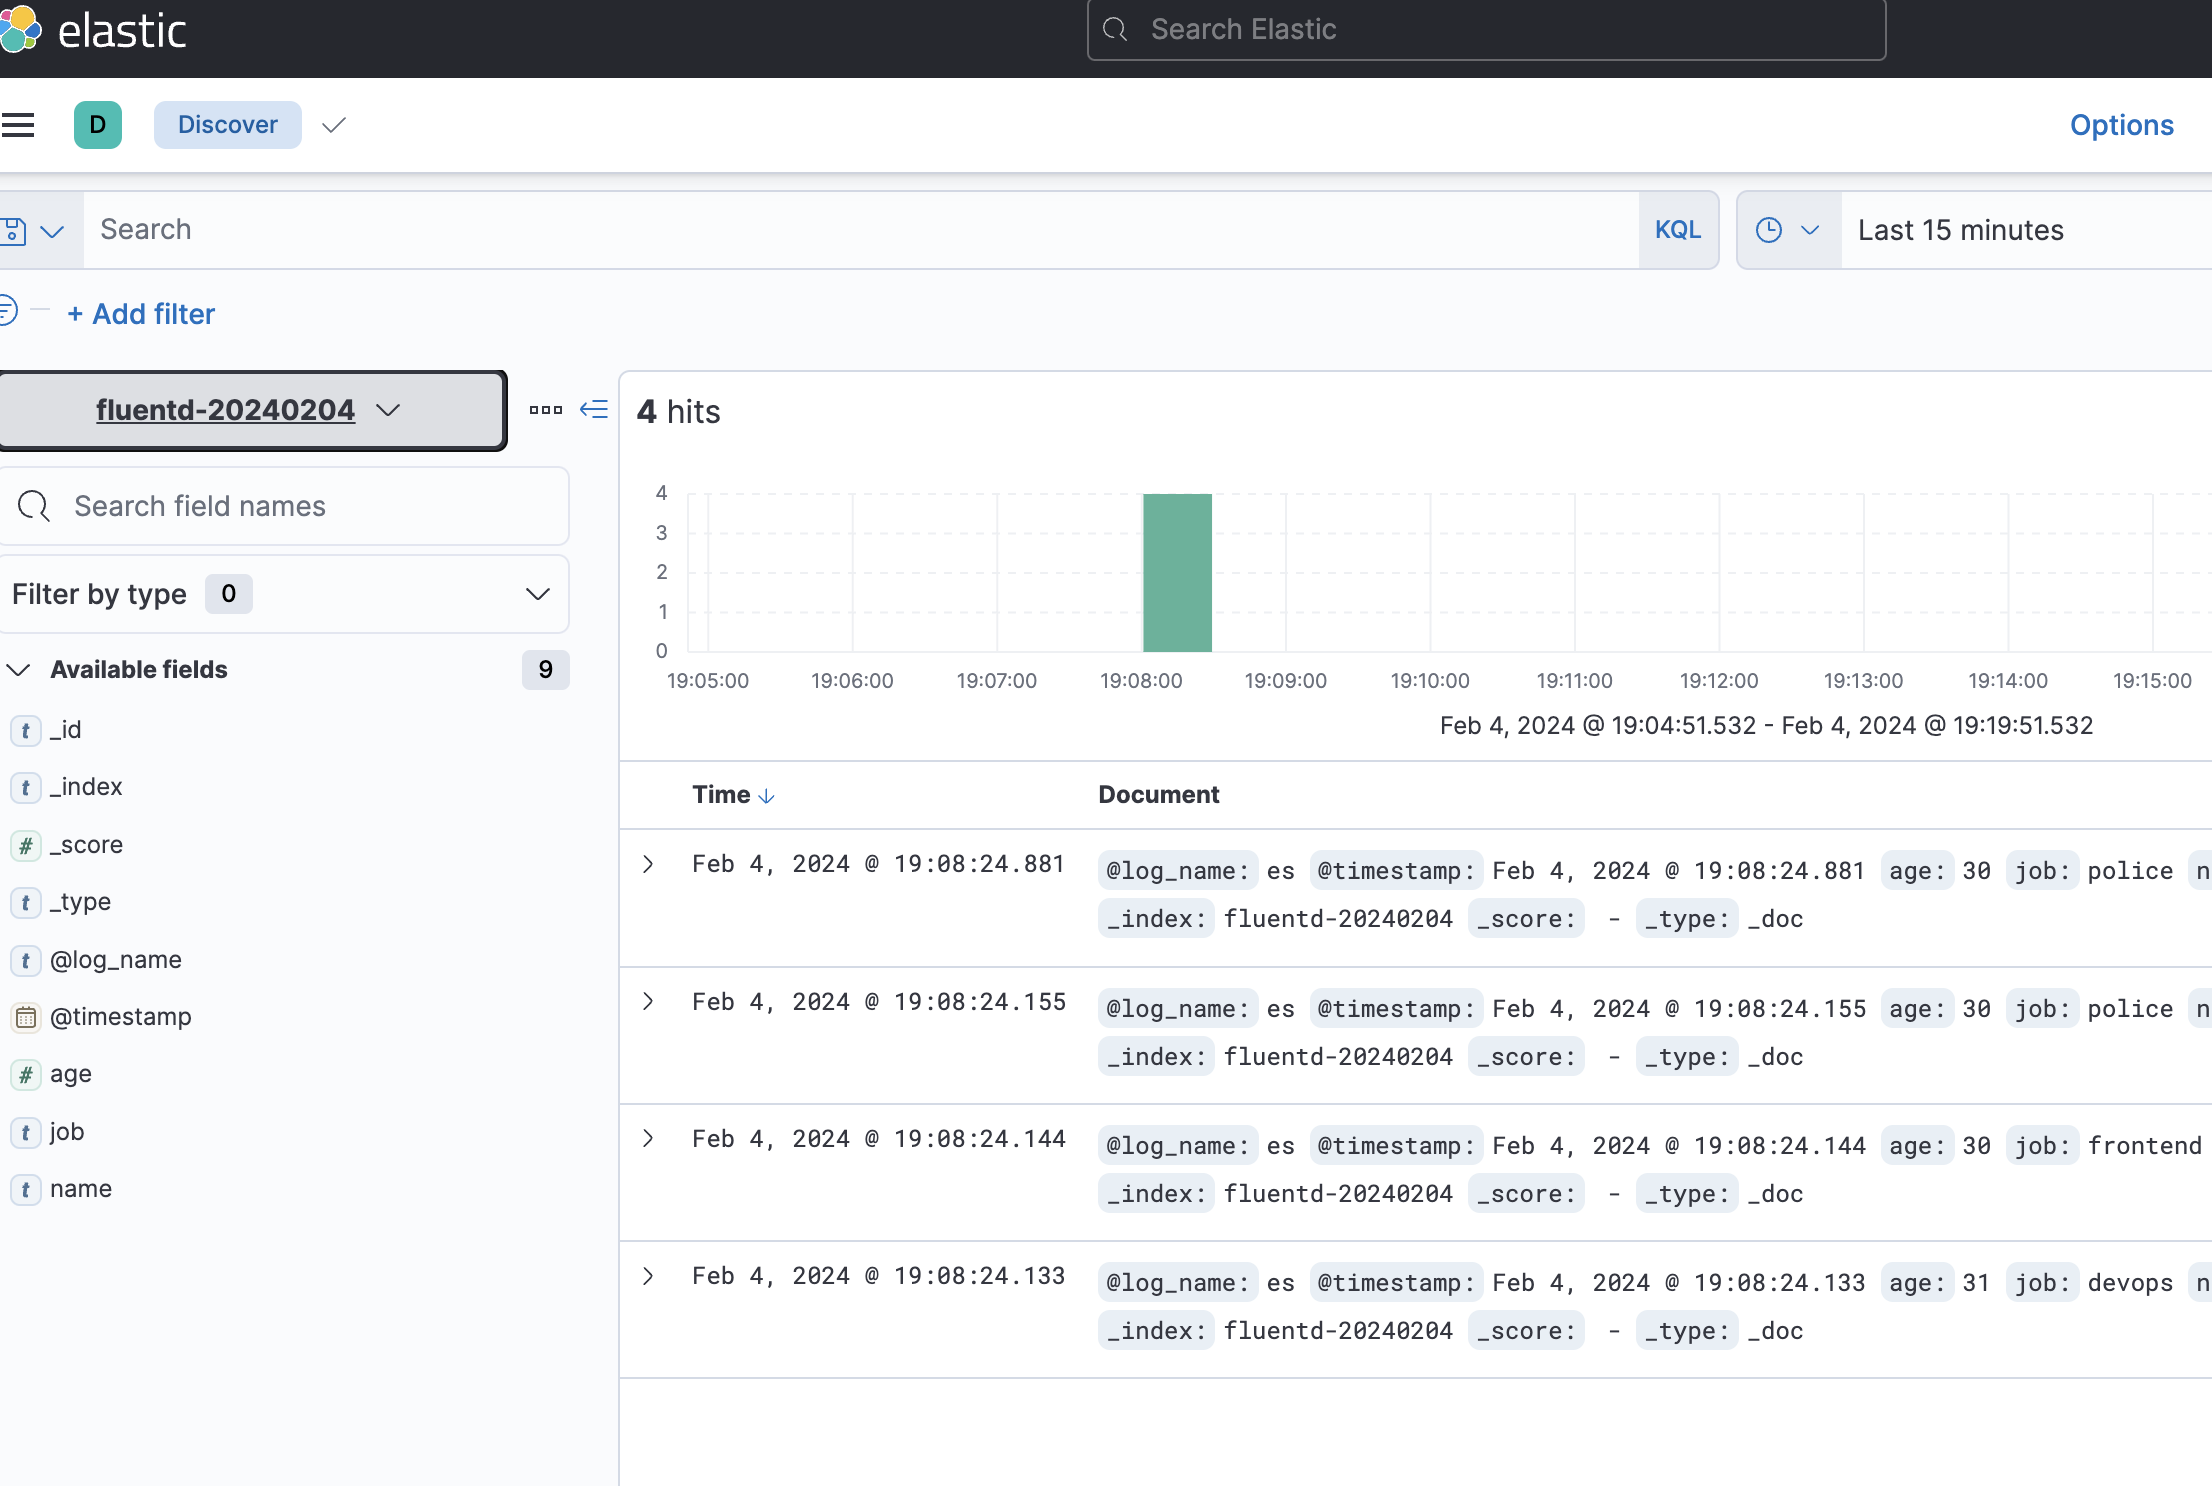 elastic
Search Elastic
D
Discover
Options
Search
KQL
Last 15 minutes
+ Add filter
fluentd-20240204
4 hits
Search field names
Filter by type 0
Available fields 9
t _id
t _index
# _score
t _type
t @log_name
@timestamp
# age
t job
t name
4
3
2
1
0
19:05:00 19:06:00 19:07:00 19:08:00 19:09:00 19:10:00 19:11:00 19:12:00 19:13:00 19:14:00 19:15:00
Feb 4, 2024 @ 19:04:51.532 - Feb 4, 2024 @ 19:19:51.532
Time Document
Feb 4, 2024 @ 19:08:24.881 @log_name: es @timestamp: Feb 4, 2024 @ 19:08:24.881 age: 30 job: police n
_index: fluentd-20240204 _score: - _type: _doc
Feb 4, 2024 @ 19:08:24.155 @log_name: es @timestamp: Feb 4, 2024 @ 19:08:24.155 age: 30 job: police n
_index: fluentd-20240204 _score: - _type: _doc
Feb 4, 2024 @ 19:08:24.144 @log_name: es @timestamp: Feb 4, 2024 @ 19:08:24.144 age: 30 job: frontend
_index: fluentd-20240204 _score: - _type: _doc
Feb 4, 2024 @ 19:08:24.133 @log_name: es @timestamp: Feb 4, 2024 @ 19:08:24.133 age: 31 job: devops n
_index: fluentd-20240204 _score: - _type: _doc